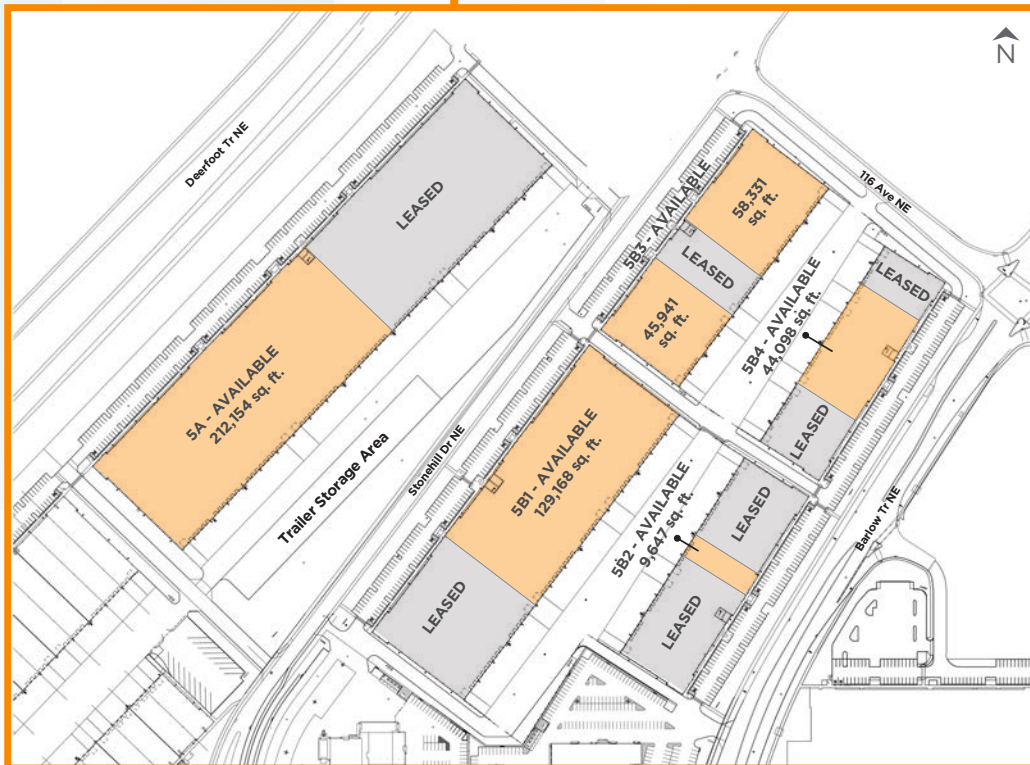 N
Deerfoot Tr NE
LEASED
5A - AVAILABLE
212,154 sq. ft.
Trailer Storage Area
Stonehill Dr NE
5B3 - AVAILABLE
58,331
sq. ft.
LEASED
45,941
sq. ft.
116 Ave NE
5B4 - AVAILABLE
44,098 sq. ft.
LEASED
LEASED
5B1 - AVAILABLE
129,168 sq. ft.
LEASED
5B2 - AVAILABLE
9,647 sq. ft.
LEASED
LEASED
Barlow Tr NE